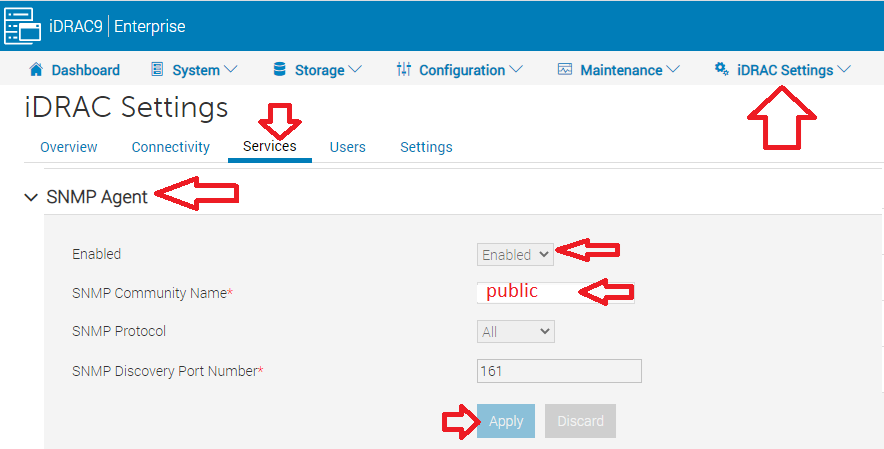 iDRAC9 | Enterprise
Dashboard System Storage Configuration Maintenance iDRAC Settings
iDRAC Settings
Overview Connectivity Services Users Settings
SNMP Agent
Enabled Enabled
SNMP Community Name* public
SNMP Protocol All
SNMP Discovery Port Number* 161
Apply Discard